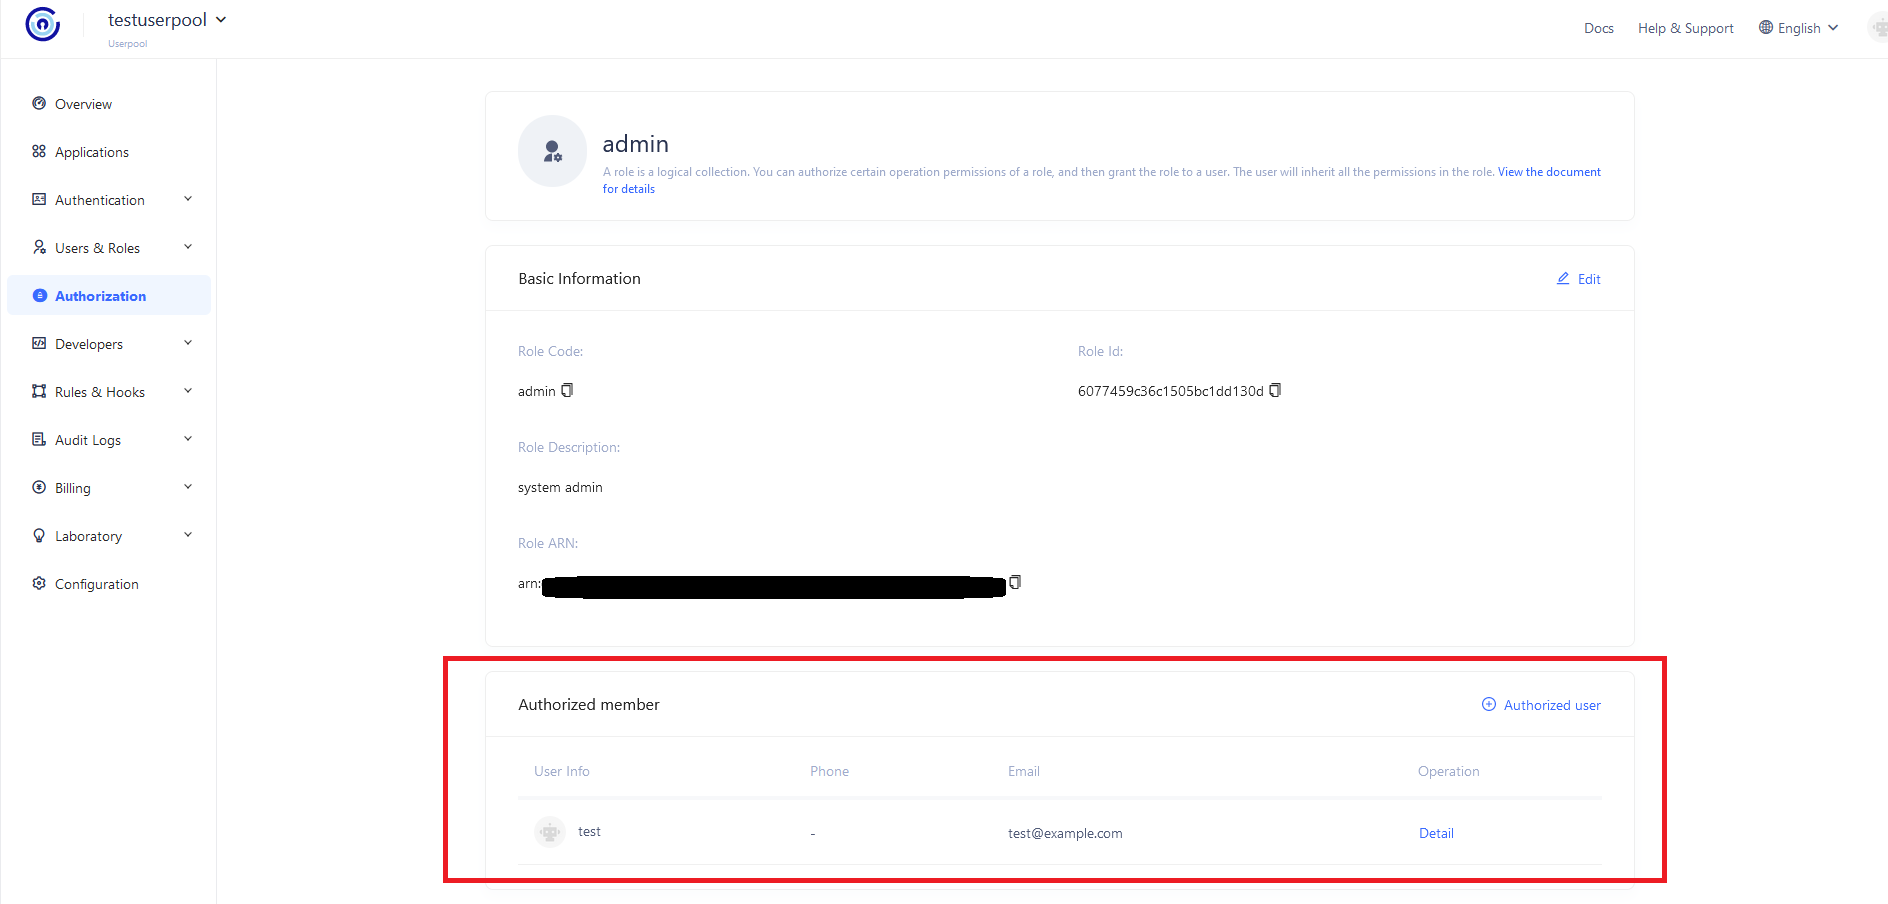 testuserpool
Userpool
Docs
Help & Support
English
Overview
Applications
Authentication
Users & Roles
Authorization
Developers
Rules & Hooks
Audit Logs
Billing
Laboratory
Configuration
admin
A role is a logical collection. You can authorize certain operation permissions of a role, and then grant the role to a user. The user will inherit all the permissions in the role. View the document
for details
Basic Information
Edit
Role Code:
Role Id:
admin
6077459c36c1505bc1dd130d
Role Description:
system admin
Role ARN:
arn:
Authorized member
Authorized user
User Info
Phone
Email
Operation
test
-
test@example.com
Detail